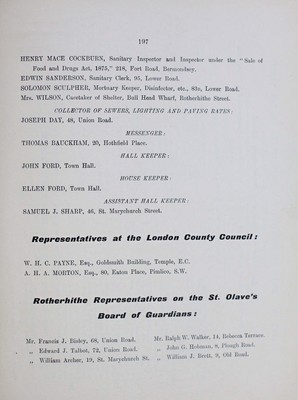 197
HENRY MACE COCKBURN, Sanitary Inspector and Inspector under the "Sale of
Food and Drugs Act, 1875," 218, Fort Road, Bermondsey.
EDWIN SANDERSON, Sanitary Clerk, 95, Lower Road.
SOLOMON SCULPHER, Mortuary Keeper, Disinfector, etc., 85a, Lower Road.
Mrs. WILSON, Caretaker of Shelter, Bull Head Wharf, Rotherhithe Street.
COLLECTOR OF SEWERS, LIGHTING AND PAVING RATES:
JOSEPH DAY, 48, Union Road.
MESSENGER:
THOMAS BAUCKHAM, 20, Hothfield Place.
HALL KEEPER:
JOHN FORD, Town Hall.
HOUSE KEEPER:
ELLEN FORD, Town Hall.
ASSISTANT HALL KEEPER:
SAMUEL J. SHARP, 46, St. Marychurch Street.
Representatives at the London County Council:
W. H. C. PAYNE, Esq., Goldsmith Building, Temple, E.C.
A. H. A. MORTON, Esq., 80, Eaton Place, Pimlico, S.W.
Rotherhithe Representatives on the St. Olave's
Board of Guardians:
Mr. Francis J. Bisley, 68, Union Road.
„ Edward J. Talbot, 72, Union Road.
„ William Archer, 19, St. Marychurch St.
Mr. Ralph W. Walker, 14, Rebecca Terrace.
„ John G. Hobman, 8, Plough Road.
„ William J. Brett, 9, Old Road.